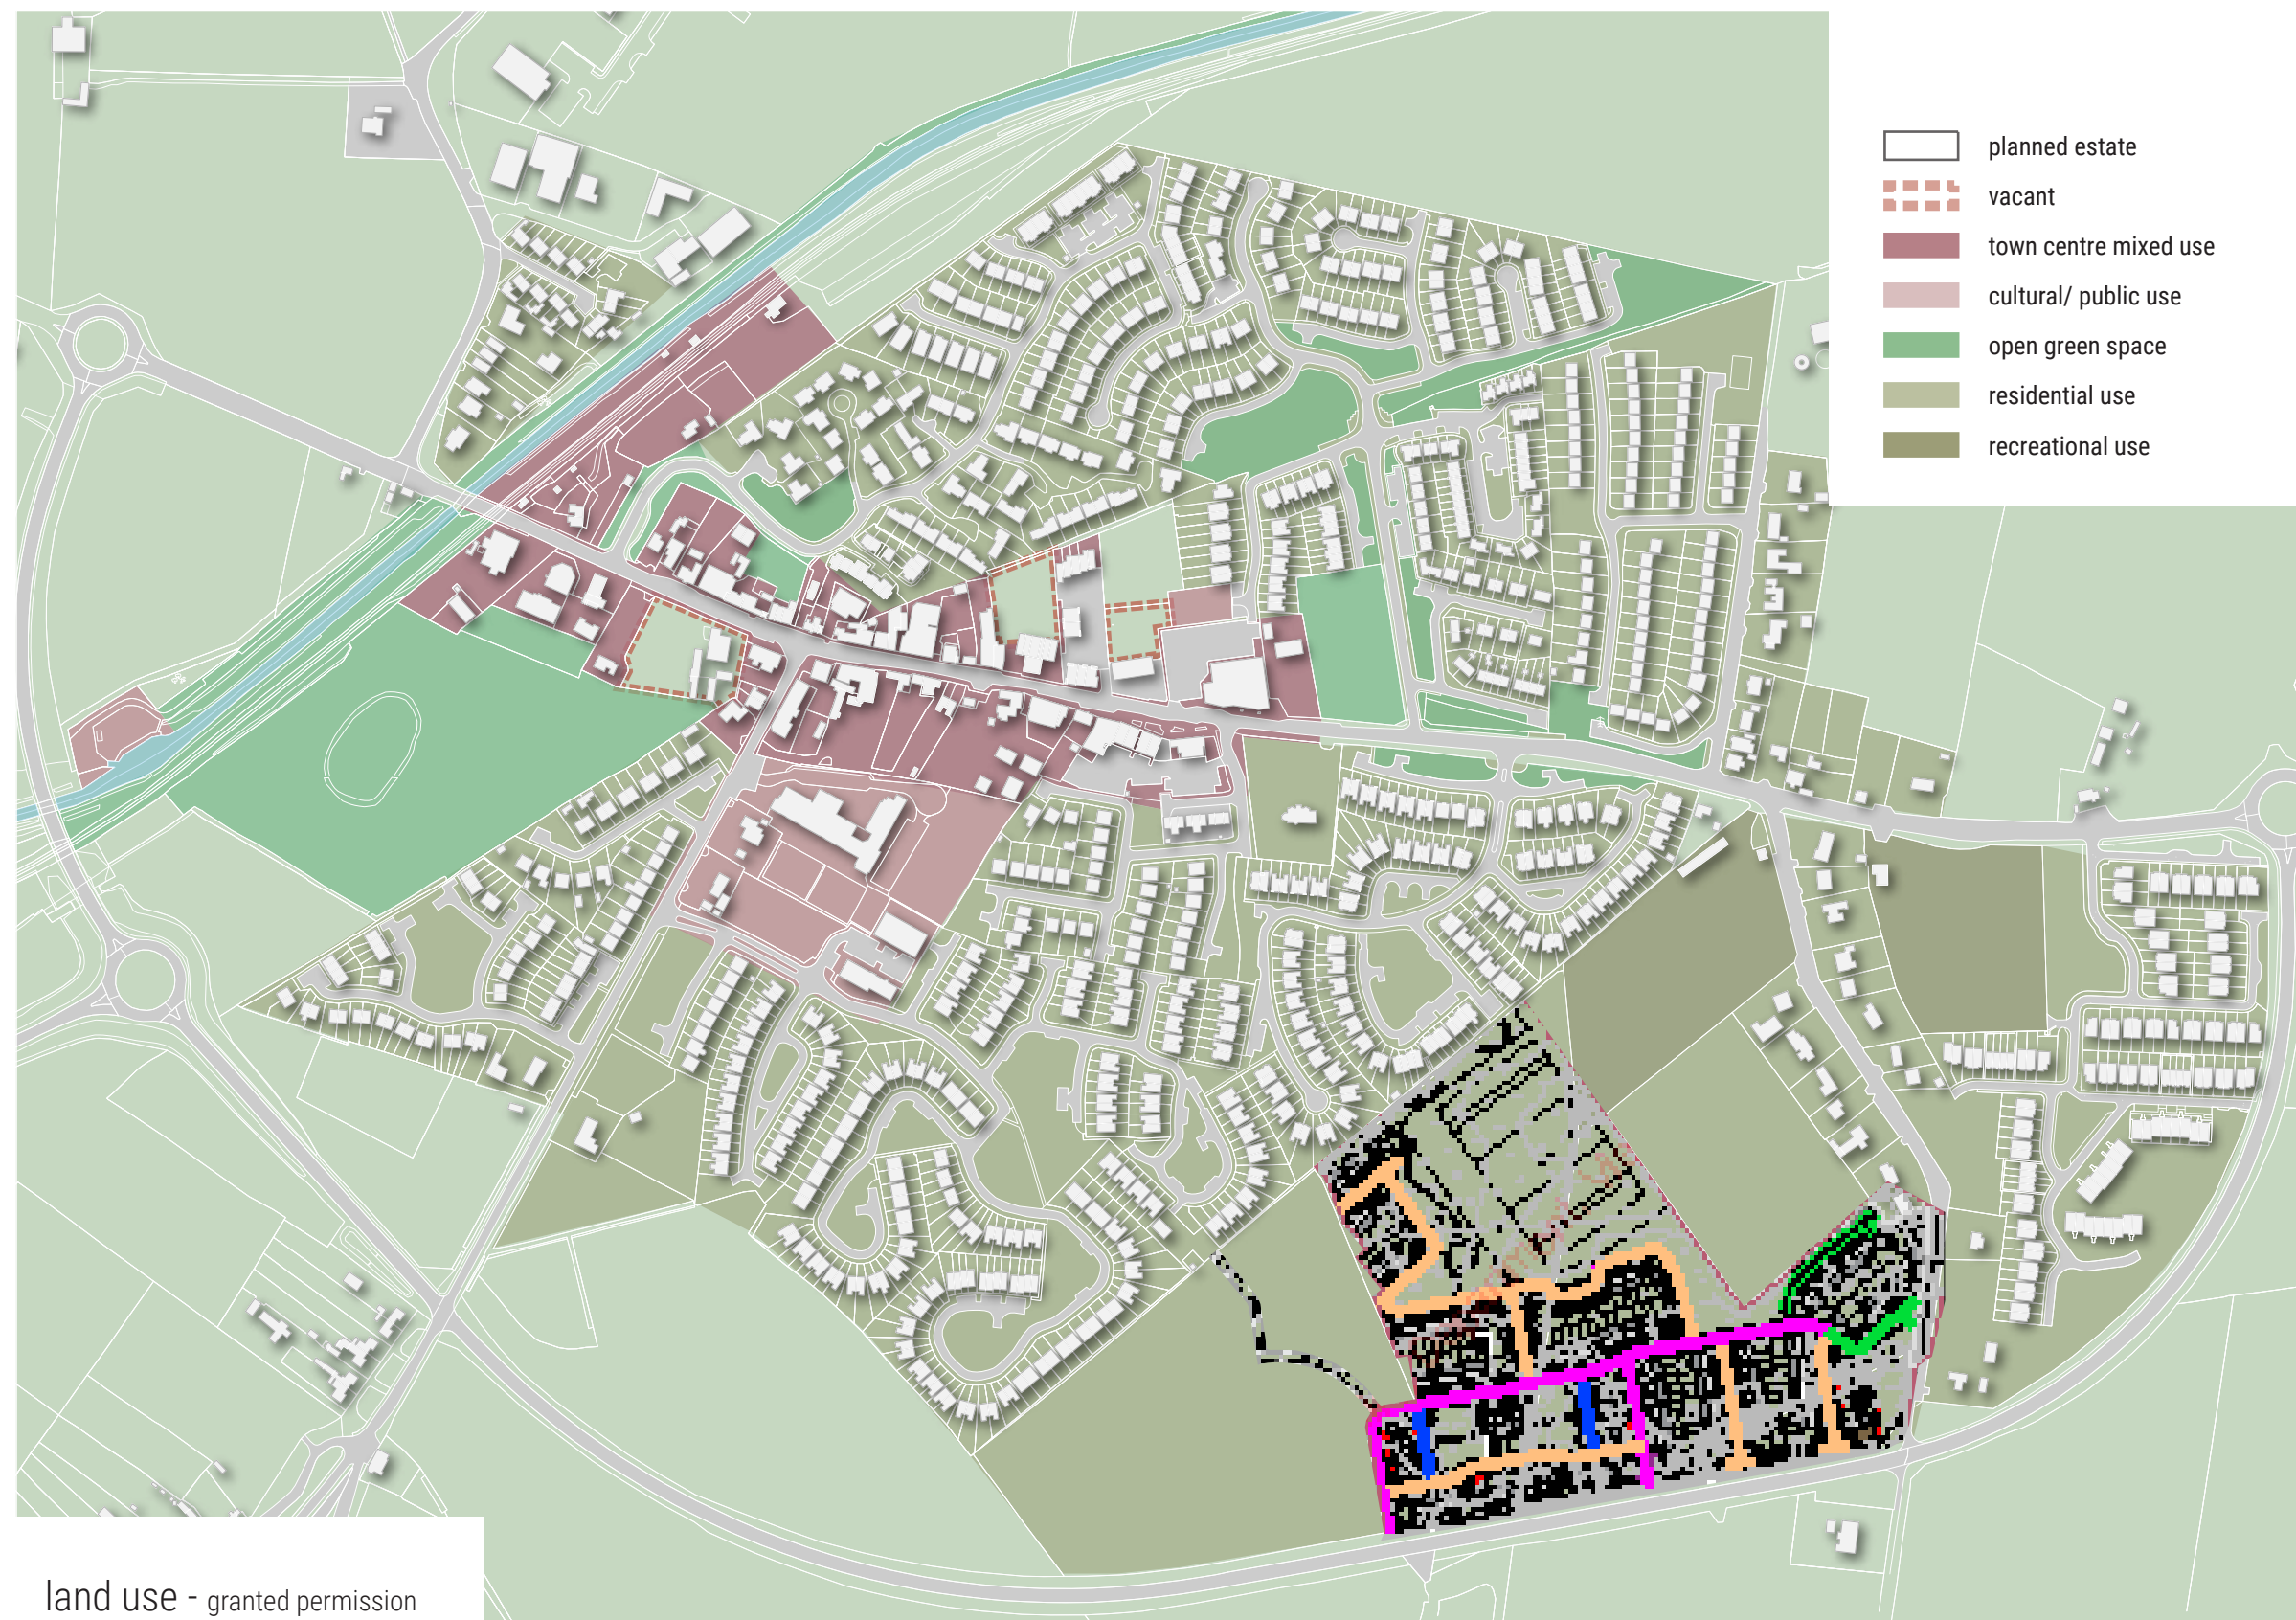 planned estate
vacant
town centre mixed use
cultural/ public use
open green space
residential use
recreational use
land use - granted permission